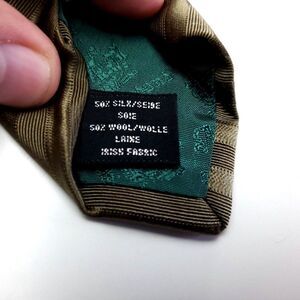 50% SILK/SEIDE
SOIE
50% WOOL/WOLLE
LAINE
IRISH FABRIC